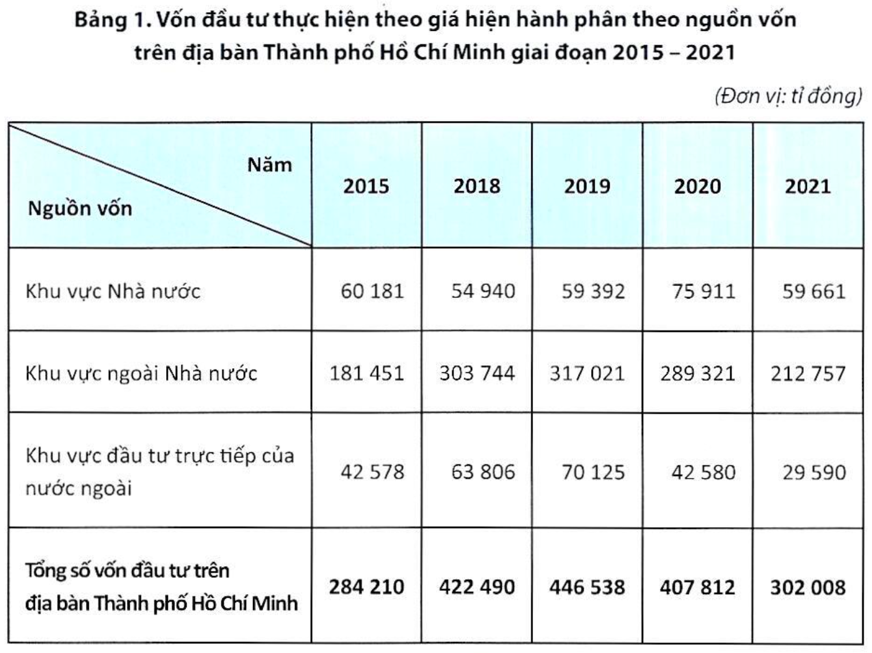 Bảng 1. Vốn đầu tư thực hiện theo giá hiện hành phân theo nguồn vốn
trên địa bàn Thành phố Hồ Chí Minh giai đoạn 2015 – 2021
(Đơn vị: tỉ đồng)
Năm
Nguồn vốn
2015 2018 2019 2020 2021
Khu vực Nhà nước 60 181 54 940 59 392 75 911 59 661
Khu vực ngoài Nhà nước 181 451 303 744 317 021 289 321 212 757
Khu vực đầu tư trực tiếp của
nước ngoài 42 578 63 806 70 125 42 580 29 590
Tổng số vốn đầu tư trên
địa bàn Thành phố Hồ Chí Minh 284 210 422 490 446 538 407 812 302 008